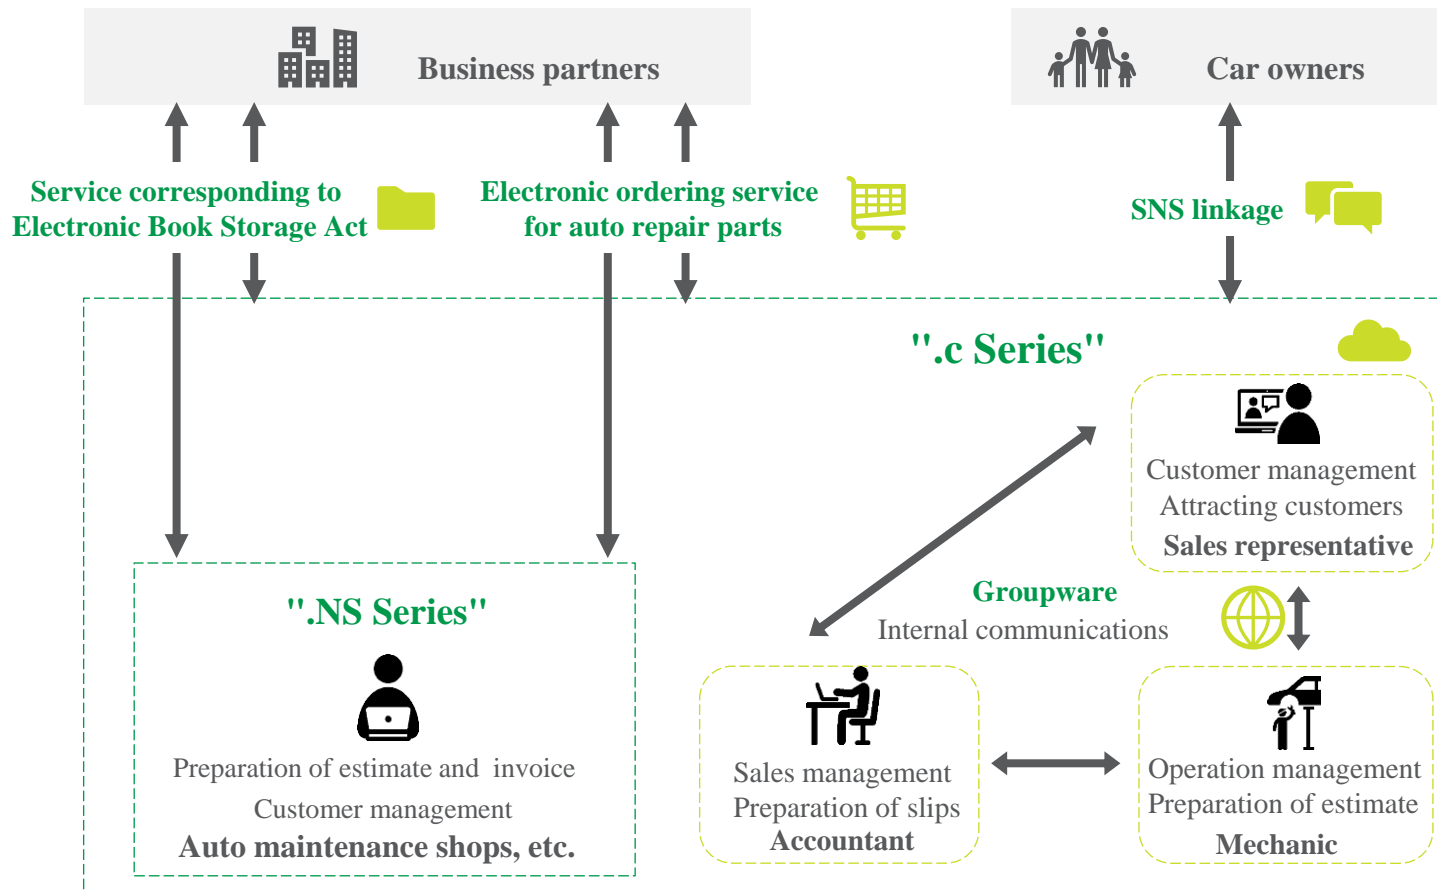 Business partners
Car owners
Service corresponding to
Electronic Book Storage Act
Electronic ordering service
for auto repair parts
SNS linkage
".c Series"
Customer management
Attracting customers
Sales representative
Groupware
Internal communications
".NS Series"
Preparation of estimate and invoice
Customer management
Auto maintenance shops, etc.
Sales management
Preparation of slips
Accountant
Operation management
Preparation of estimate
Mechanic